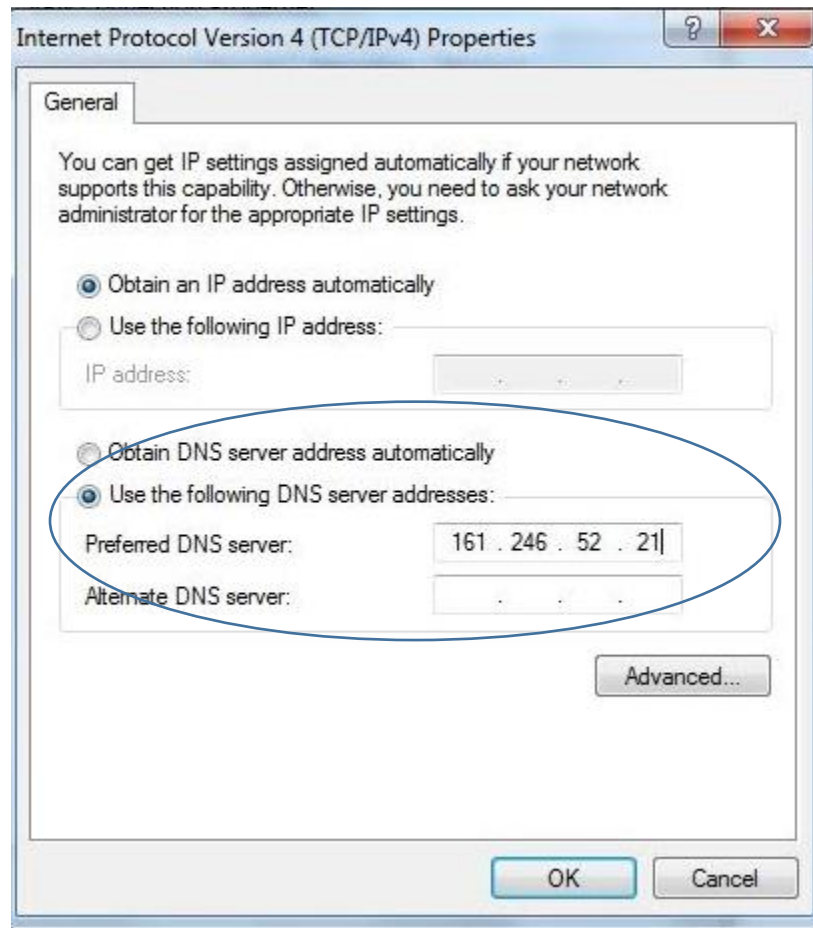 Internet Protocol Version 4 (TCP/IPv4) Properties
General
You can get IP settings assigned automatically if your network
supports this capability. Otherwise, you need to ask your network
administrator for the appropriate IP settings.
Obtain an IP address automatically
Use the following IP address:
IP address: . . .
Obtain DNS server address automatically
Use the following DNS server addresses:
Preferred DNS server: 161 . 246 . 52 . 21
Alternate DNS server: . . .
Advanced...
OK Cancel